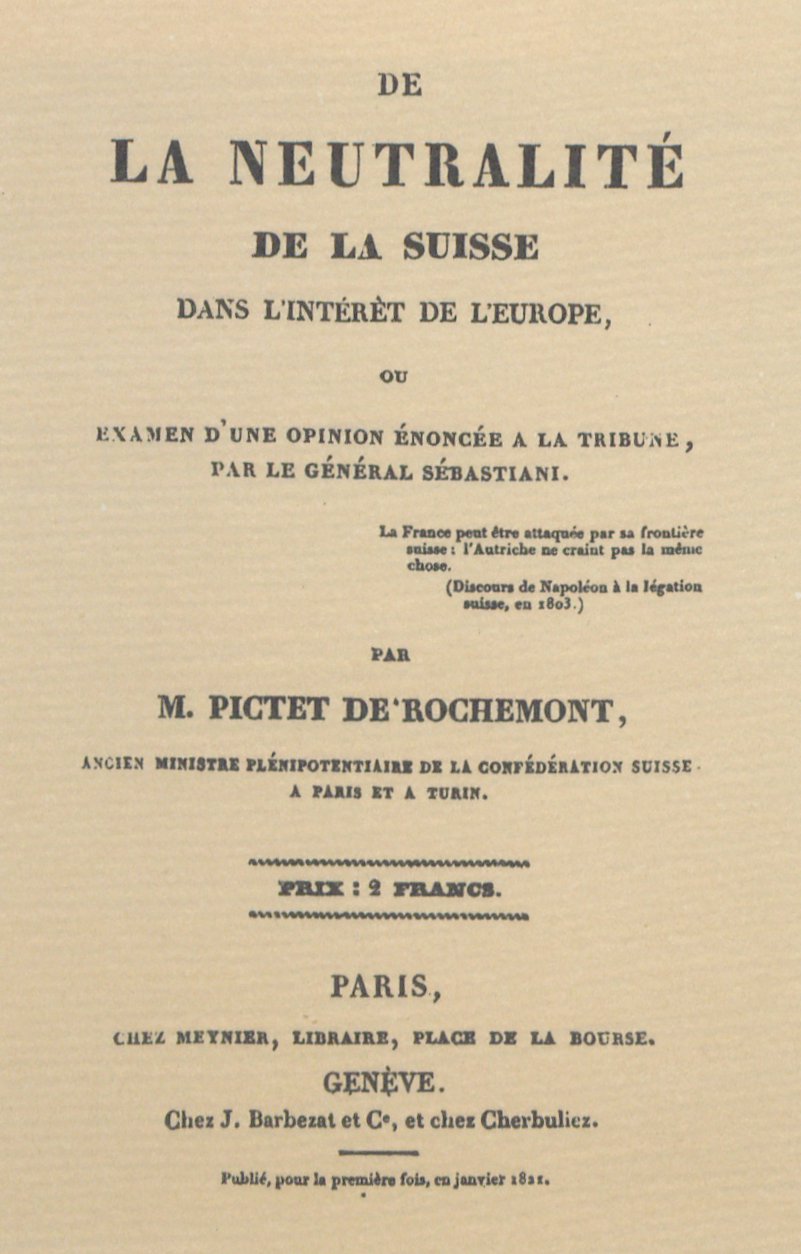 DE
LA NEUTRALITÉ
DE LA SUISSE
DANS L'INTÉRÊT DE L'EUROPE,
OU
EXAMEN D'UNE OPINION ÉNONCÉE A LA TRIBUNE,
PAR LE GÉNÉRAL SÉBASTIANI.
La France peut être attaquée par sa frontière
suisse : l'Autriche ne craint pas la même
chose.
(Discours de Napoléon à la légation
suisse, en 1803.)
PAR
M. PICTET DE ROCHEMONT,
ANCIEN MINISTRE PLÉNIPOTENTIAIRE DE LA CONFÉDÉRATION SUISSE
A PARIS ET A TURIN.
PRIX : 2 FRANCS.
PARIS,
CHEZ MEYNIER, LIBRAIRE, PLACE DE LA BOURSE.
GENÈVE.
Chez J. Barbezat et Ce, et chez Cherbuliez.
Publié, pour la première fois, en janvier 1821.